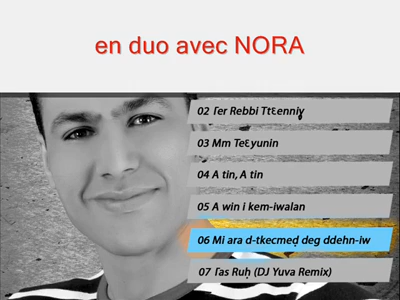 en duo avec NORA
02 Ɣer Rebbi Ttɛenniɣ
03 Mm Teɛyunin
04 A tin, A tin
05 A win i kem-iwalan
06 Mi ara d-tkecmeḍ deg ddehn-iw
07 Ɣas Ruḥ (DJ Yuva Remix)